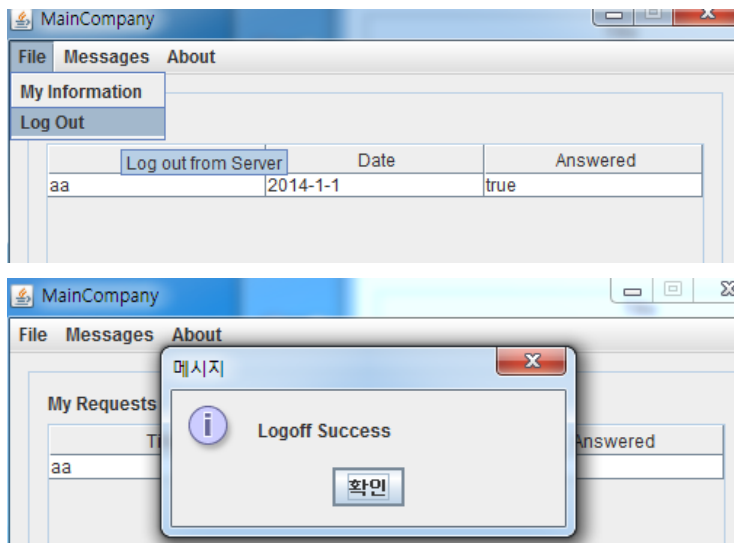 MainCompany
File Messages About
My Information
Log Out
Log out from Server Date Answered
aa 2014-1-1 true
MainCompany
File Messages About
메시지
My Requests
Logoff Success
Answered
aa
확인